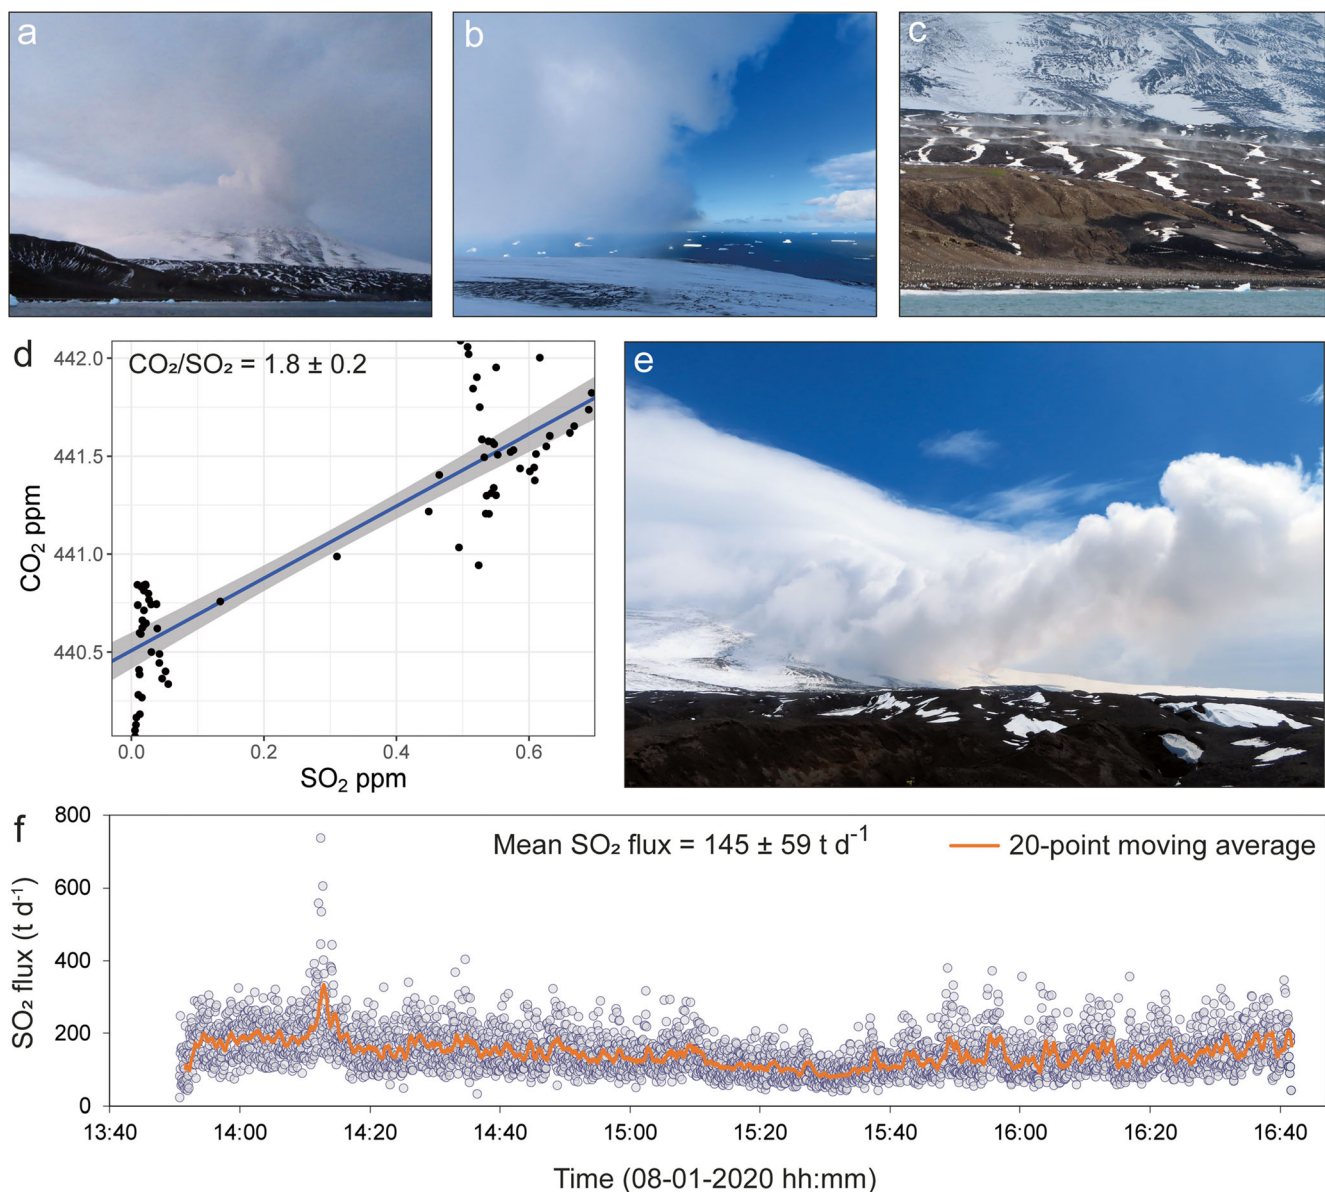 a
b
c
d
CO₂/SO₂ = 1.8 ± 0.2
442.0
441.5
441.0
440.5
CO₂ ppm
0.0 0.2 0.4 0.6
SO₂ ppm
e
f
Mean SO₂ flux = 145 ± 59 t d⁻¹
20-point moving average
800
600
400
200
0
SO₂ flux (t d⁻¹)
13:40 14:00 14:20 14:40 15:00 15:20 15:40 16:00 16:20 16:40
Time (08-01-2020 hh:mm)